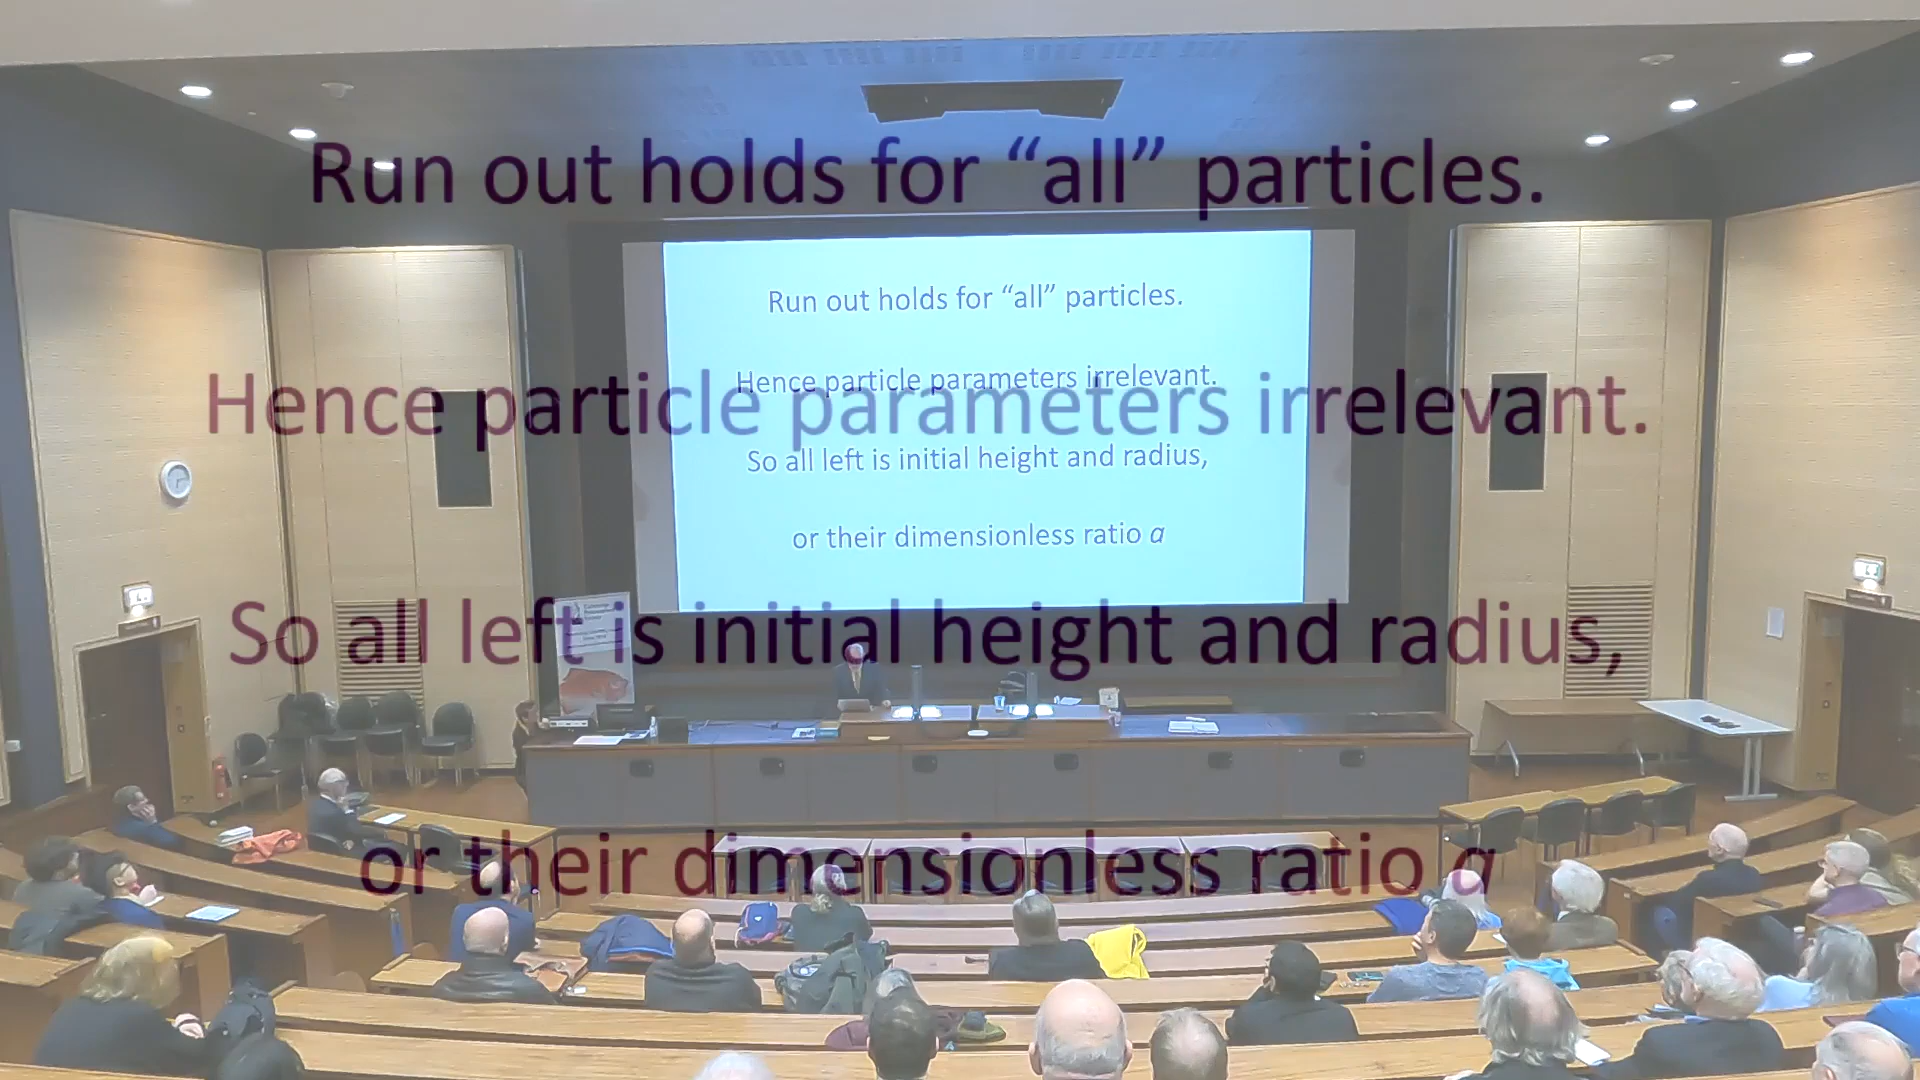 Run out holds for “all” particles.
Hence particle parameters irrelevant.
So all left is initial height and radius,
or their dimensionless ratio a
Run out holds for “all” particles.
Hence particle parameters irrelevant.
So all left is initial height and radius,
or their dimensionless ratio a